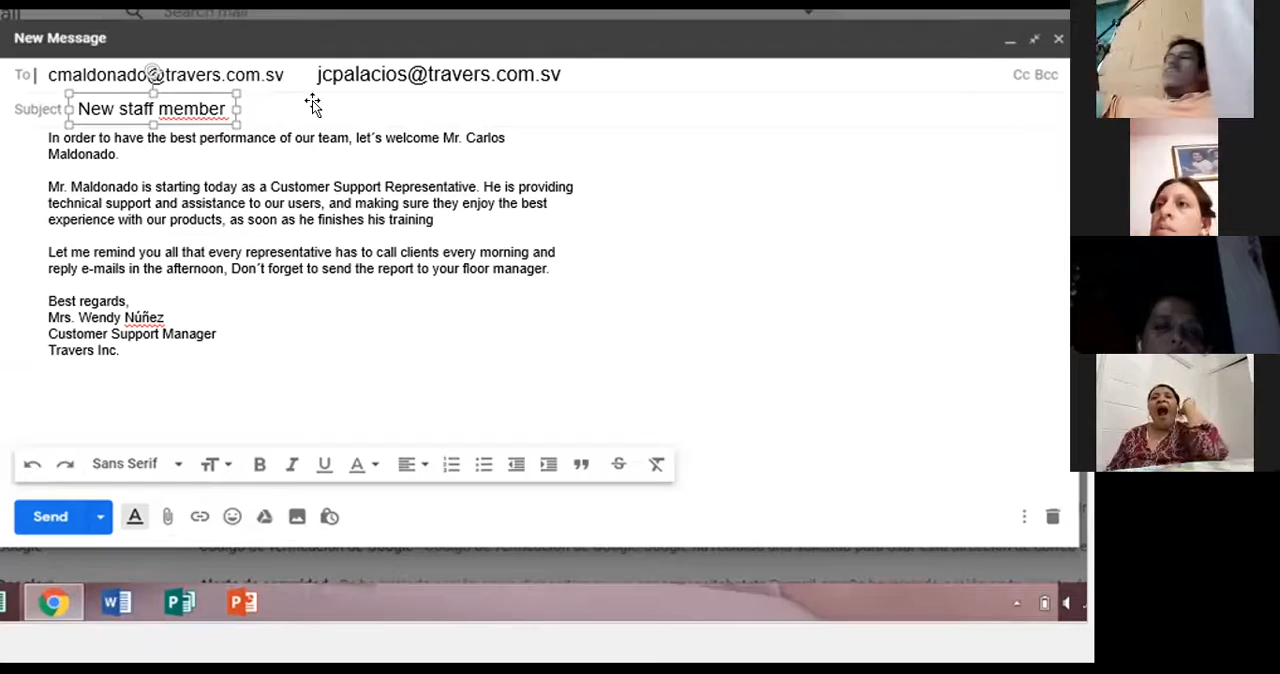 Search mail
New Message
To cmaldonado@travers.com.sv jcpalacios@travers.com.sv Cc Bcc
Subject New staff member
In order to have the best performance of our team, let´s welcome Mr. Carlos
Maldonado.
Mr. Maldonado is starting today as a Customer Support Representative. He is providing
technical support and assistance to our users, and making sure they enjoy the best
experience with our products, as soon as he finishes his training
Let me remind you all that every representative has to call clients every morning and
reply e-mails in the afternoon, Don´t forget to send the report to your floor manager.
Best regards,
Mrs. Wendy Núñez
Customer Support Manager
Travers Inc.
Sans Serif
Send